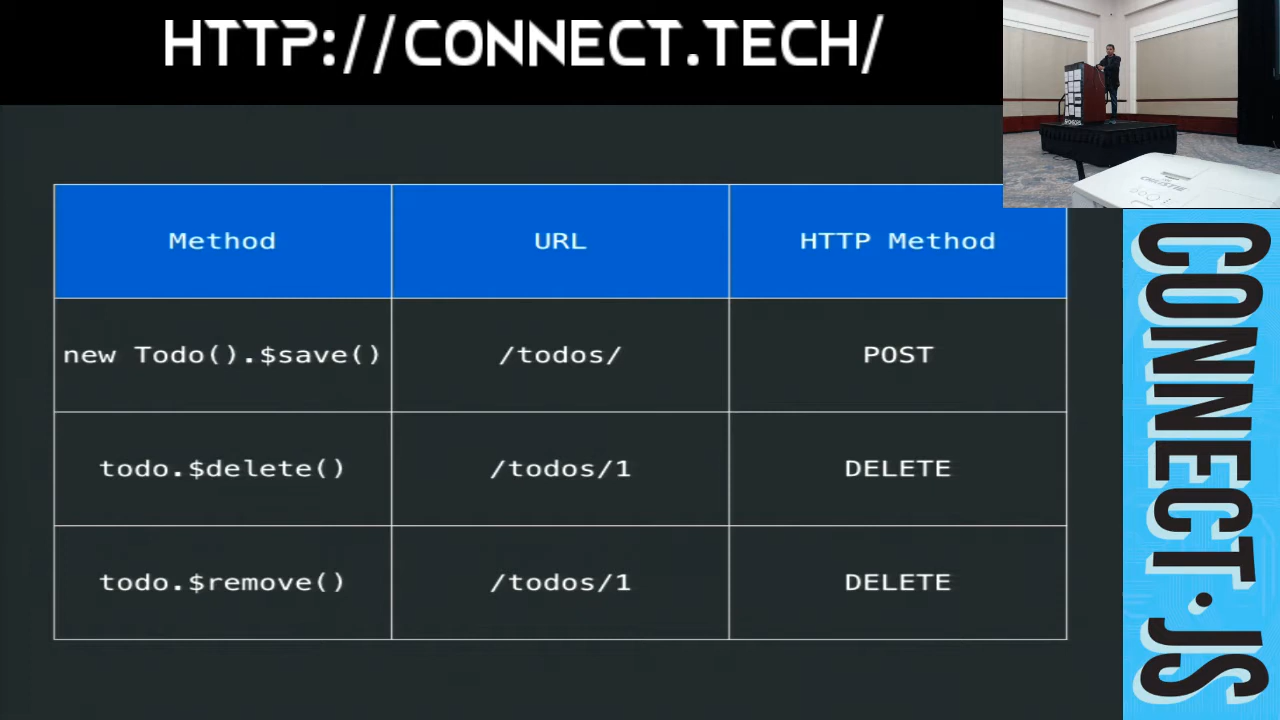 HTTP://CONNECT.TECH/
Method URL HTTP Method
new Todo().$save() /todos/ POST
todo.$delete() /todos/1 DELETE
todo.$remove() /todos/1 DELETE
CHRISTIE
CONNECT.JS